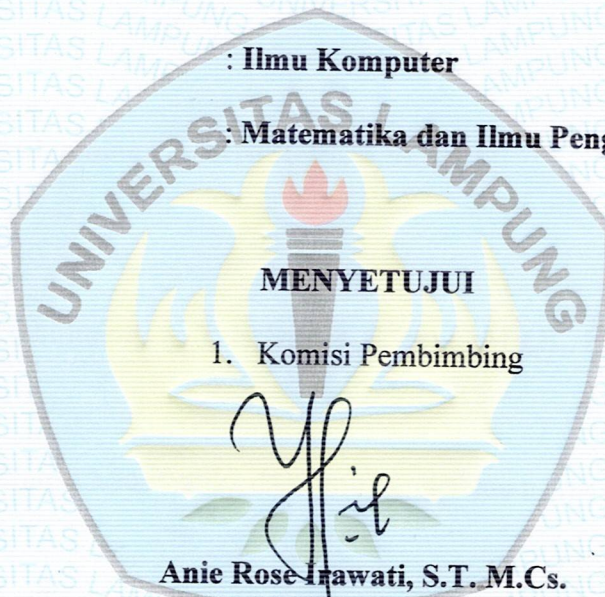 : Ilmu Komputer
: Matematika dan Ilmu Peng
UNIVERSITAS LAMPUNG
MENYETUJUI
1. Komisi Pembimbing
Anie Rose Irawati, S.T. M.Cs.